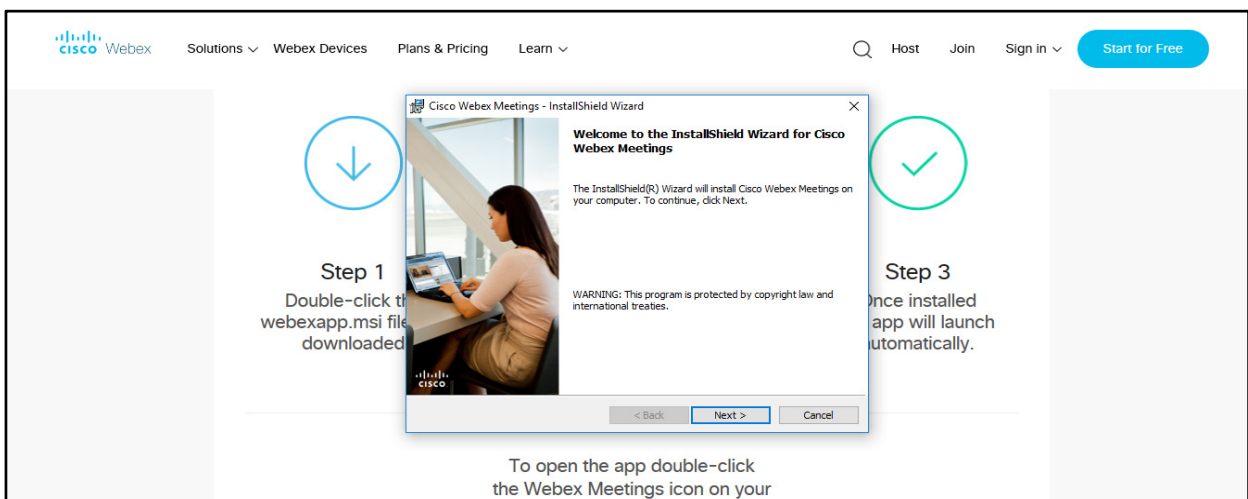 cisco Webex Solutions Webex Devices Plans & Pricing Learn Host Join Sign in Start for Free
Cisco Webex Meetings - InstallShield Wizard
Welcome to the InstallShield Wizard for Cisco
Webex Meetings
The InstallShield(R) Wizard will install Cisco Webex Meetings on
your computer. To continue, click Next.
WARNING: This program is protected by copyright law and
international treaties.
cisco
< Back Next > Cancel
Step 1
Double-click
webexapp.msi
downloaded
Step 3
installed
app will launch
To open the app double-click
the Webex Meetings icon on your